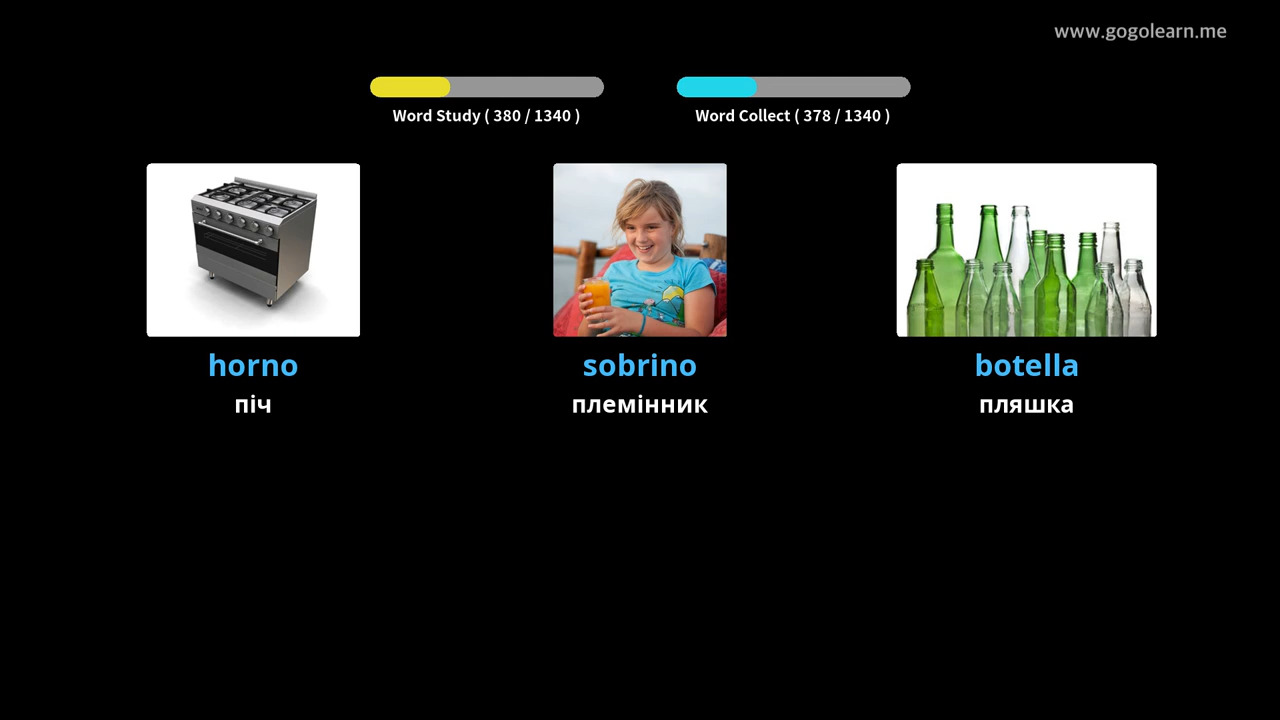 www.gogolearn.me
Word Study ( 380 / 1340 )
Word Collect ( 378 / 1340 )
horno
sobrino
botella
піч
племінник
пляшка